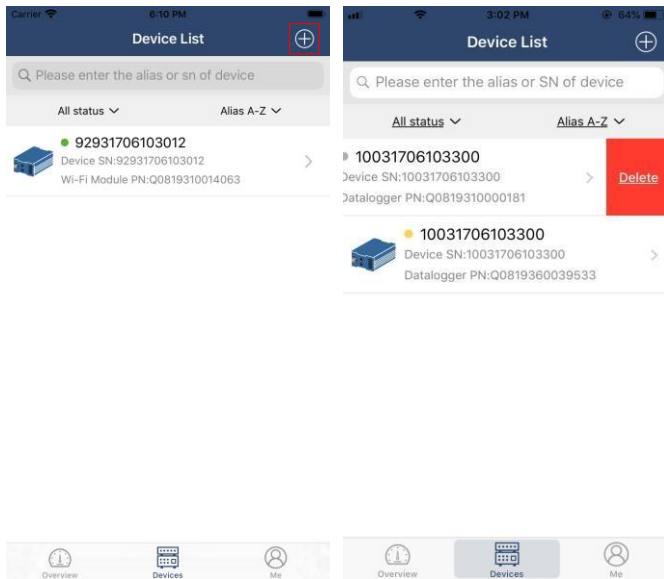 Carrier 6:10 PM
Device List
Please enter the alias or sn of device
All status Alias A-Z
92931706103012
Device SN:92931706103012
Wi-Fi Module PN:Q0819310014063
Overview Devices Me
3:02 PM 64%
Device List
Please enter the alias or SN of device
All status Alias A-Z
10031706103300
Device SN:10031706103300
Datalogger PN:Q0819310000181
Delete
10031706103300
Device SN:10031706103300
Datalogger PN:Q0819360039533
Overview Devices Me